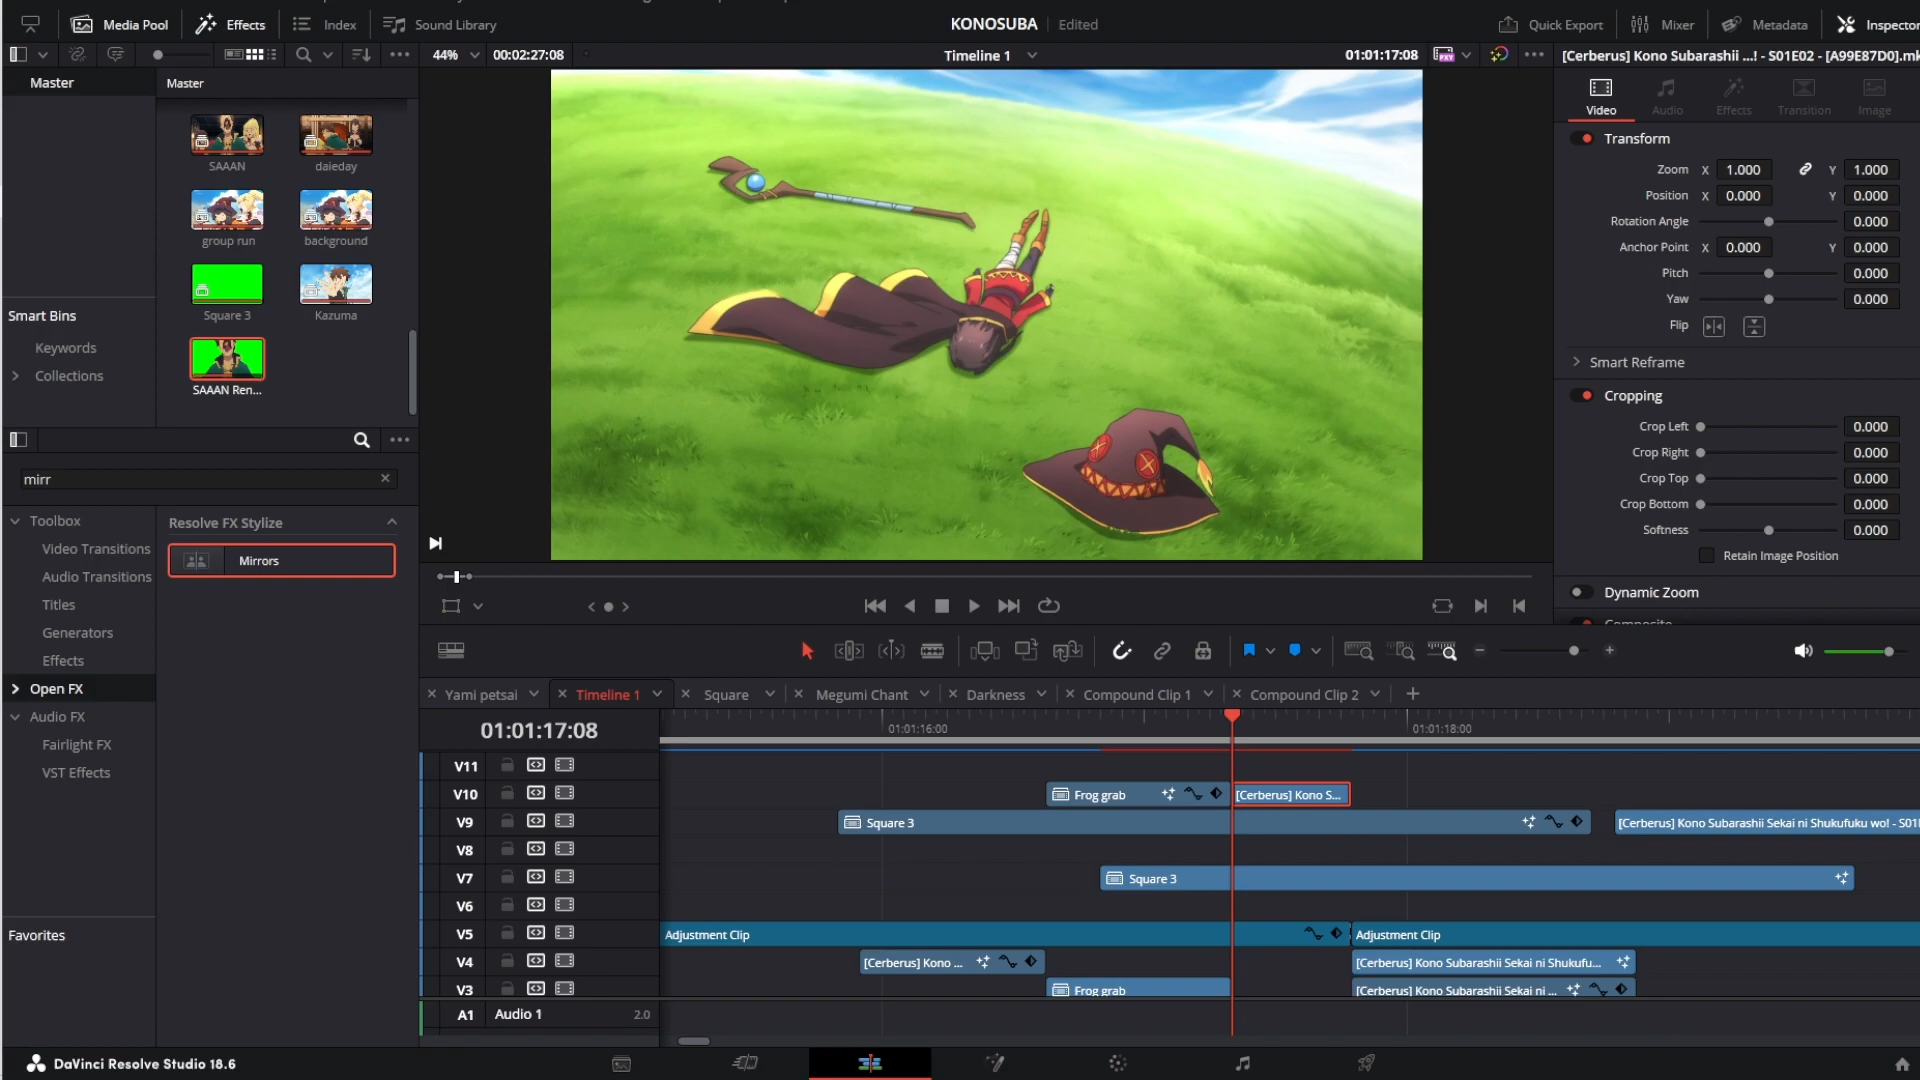 Media Pool
Effects
Index
Sound Library
KONOSUBA
Edited
Quick Export
Mixer
Metadata
Inspector
44%
00:02:27:08
Timeline 1
01:01:17:08
[Cerberus] Kono Subarashii ...! - S01E02 - [A99E87D0].mk
Master
Master
SAAAN
daieday
group run
background
Square 3
Kazuma
SAAAN Ren...
Smart Bins
Keywords
Collections
mirr
Toolbox
Video Transitions
Audio Transitions
Titles
Generators
Effects
Open FX
Audio FX
Fairlight FX
VST Effects
Favorites
Resolve FX Stylize
Mirrors
Video
Audio
Effects
Transition
Image
Transform
Zoom X 1.000 Y 1.000
Position X 0.000 Y 0.000
Rotation Angle 0.000
Anchor Point X 0.000 Y 0.000
Pitch 0.000
Yaw 0.000
Flip
Smart Reframe
Cropping
Crop Left 0.000
Crop Right 0.000
Crop Top 0.000
Crop Bottom 0.000
Softness 0.000
Retain Image Position
Dynamic Zoom
Composite
Yami petsai
Timeline 1
Square
Megumi Chant
Darkness
Compound Clip 1
Compound Clip 2
01:01:17:08
01:01:16:00
01:01:18:00
V11
V10
Frog grab
[Cerberus] Kono S...
V9
Square 3
[Cerberus] Kono Subarashii Sekai ni Shukufuku wo! - S01
V8
V7
Square 3
V6
V5
Adjustment Clip
Adjustment Clip
V4
[Cerberus] Kono ...
[Cerberus] Kono Subarashii Sekai ni Shukufu...
V3
Frog grab
[Cerberus] Kono Subarashii Sekai ni ...
A1
Audio 1
2.0
DaVinci Resolve Studio 18.6